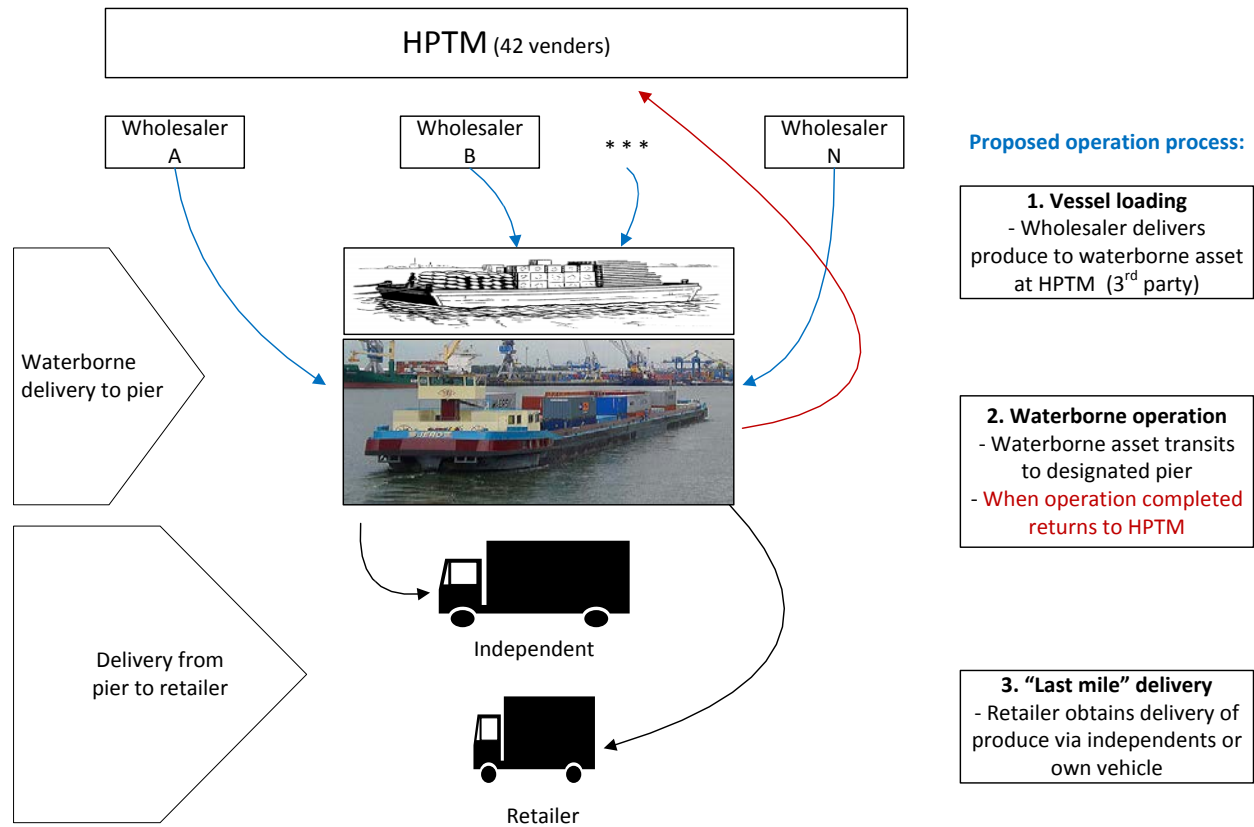 HPTM (42 venders)
Wholesaler
A
Wholesaler
B
* * *
Wholesaler
N
Proposed operation process:
1. Vessel loading
- Wholesaler delivers
produce to waterborne asset
at HPTM (3rd party)
Waterborne
delivery to pier
2. Waterborne operation
- Waterborne asset transits
to designated pier
- When operation completed
returns to HPTM
Independent
Delivery from
pier to retailer
3. “Last mile” delivery
- Retailer obtains delivery of
produce via independents or
own vehicle
Retailer